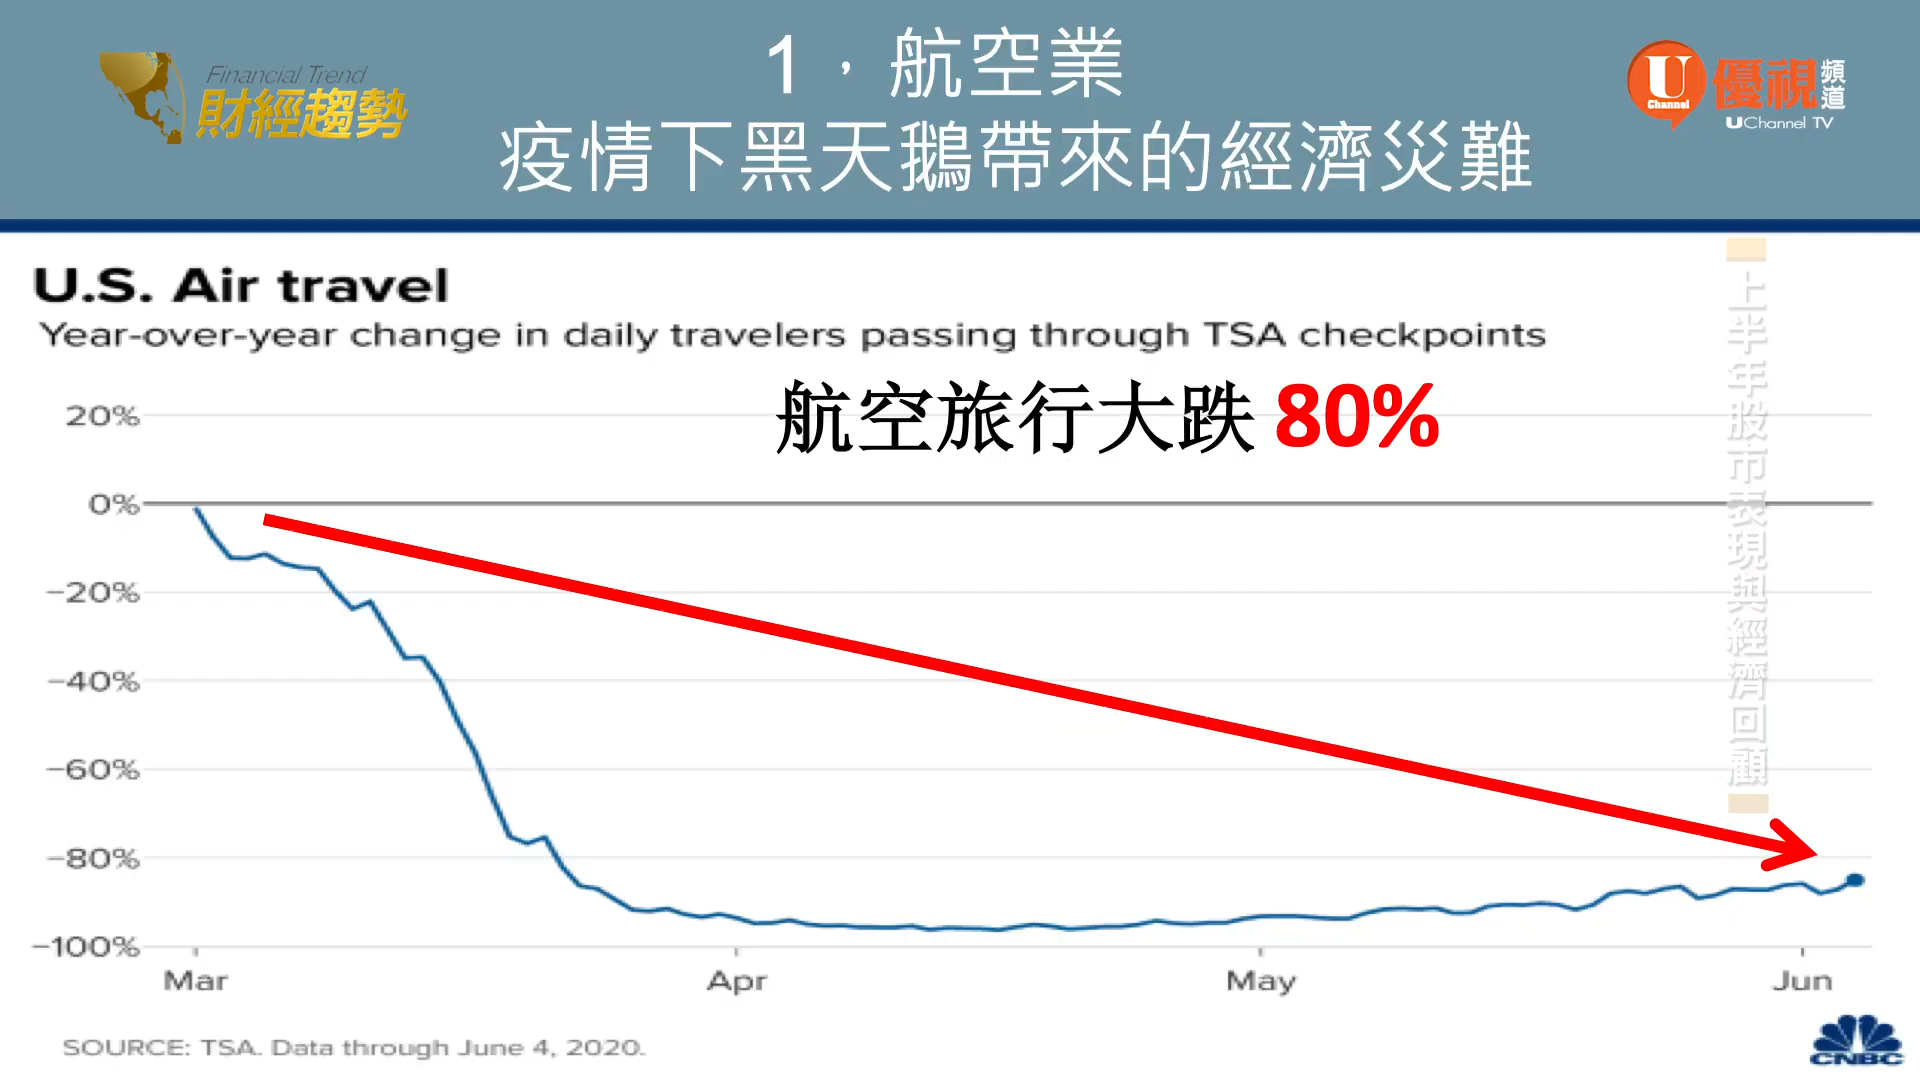 1，航空業
疫情下黑天鵝帶來的經濟災難
Financial Trend
財經趨勢
U
Channel
優視頻道
UChannel TV
U.S. Air travel
Year-over-year change in daily travelers passing through TSA checkpoints
航空旅行大跌 80%
20%
0%
−20%
−40%
−60%
−80%
−100%
Mar
Apr
May
Jun
上半年股市表現與經濟回顧
SOURCE: TSA. Data through June 4, 2020.
CNBC